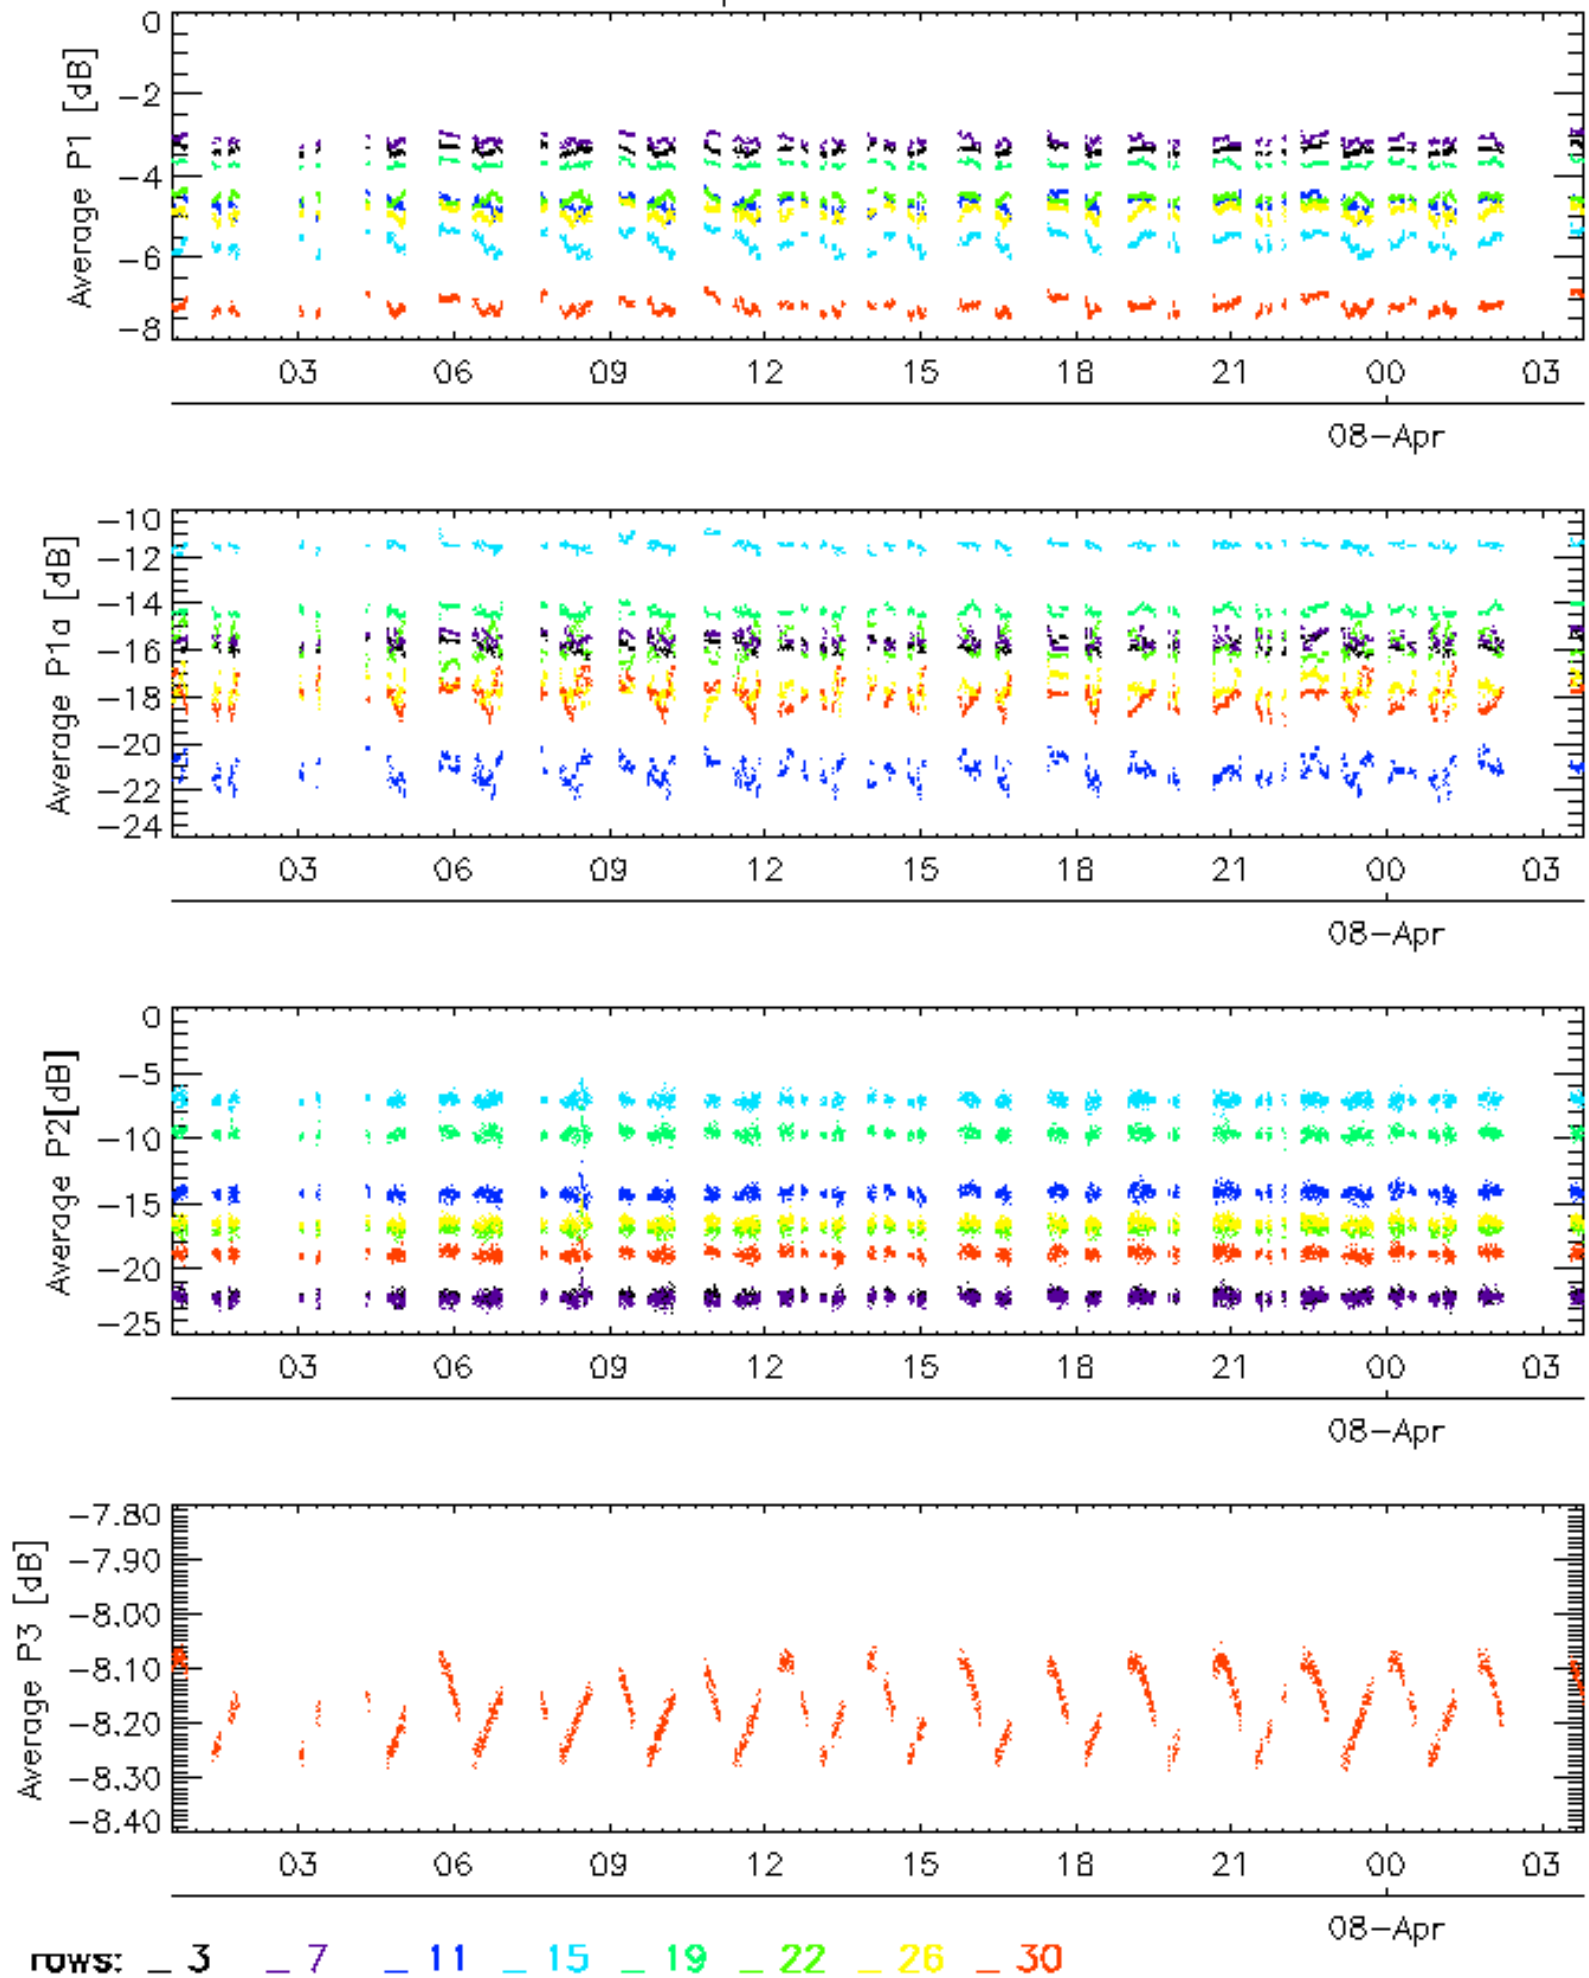 0
-2
-4
-6
-8
Average P1 [dB]
03 06 09 12 15 18 21 00 03
08-Apr
-10
-12
-14
-16
-18
-20
-22
-24
Average P1a [dB]
03 06 09 12 15 18 21 00 03
08-Apr
0
-5
-10
-15
-20
-25
Average P2[dB]
03 06 09 12 15 18 21 00 03
08-Apr
-7.80
-7.90
-8.00
-8.10
-8.20
-8.30
-8.40
Average P3 [dB]
03 06 09 12 15 18 21 00 03
08-Apr
rows: _ 3 _ 7 _ 11 _ 15 _ 19 _ 22 _ 26 _ 30